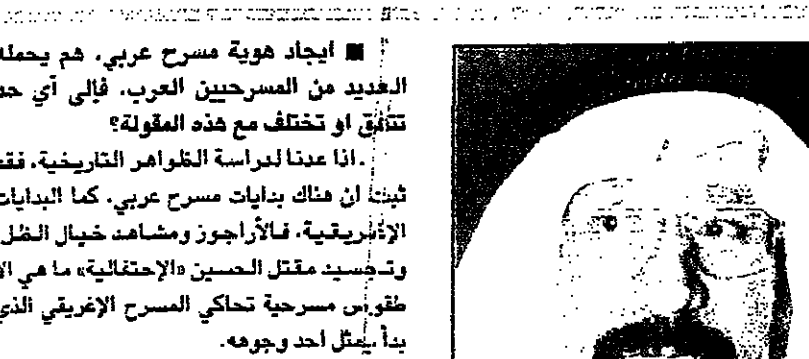 ■ ايجاد هوية مسرح عربي، هم يحمله
العديد من المسرحيين العرب، فإلى أي حد
تتفق او تختلف مع هذه المقولة؟
.اذا عدنا لدراسة الظواهر التاريخية، فقد
ثبت ان هناك بدايات مسرح عربي، كما البدايات
الإغريقية، فالأراجوز ومشاهد خيال الظل
وتجسيد مقتل الحسين «الإحتفالية» ما هي الا
طقوس مسرحية تحاكي المسرح الإغريقي الذي
بدأ يمثل احد وجوهه.